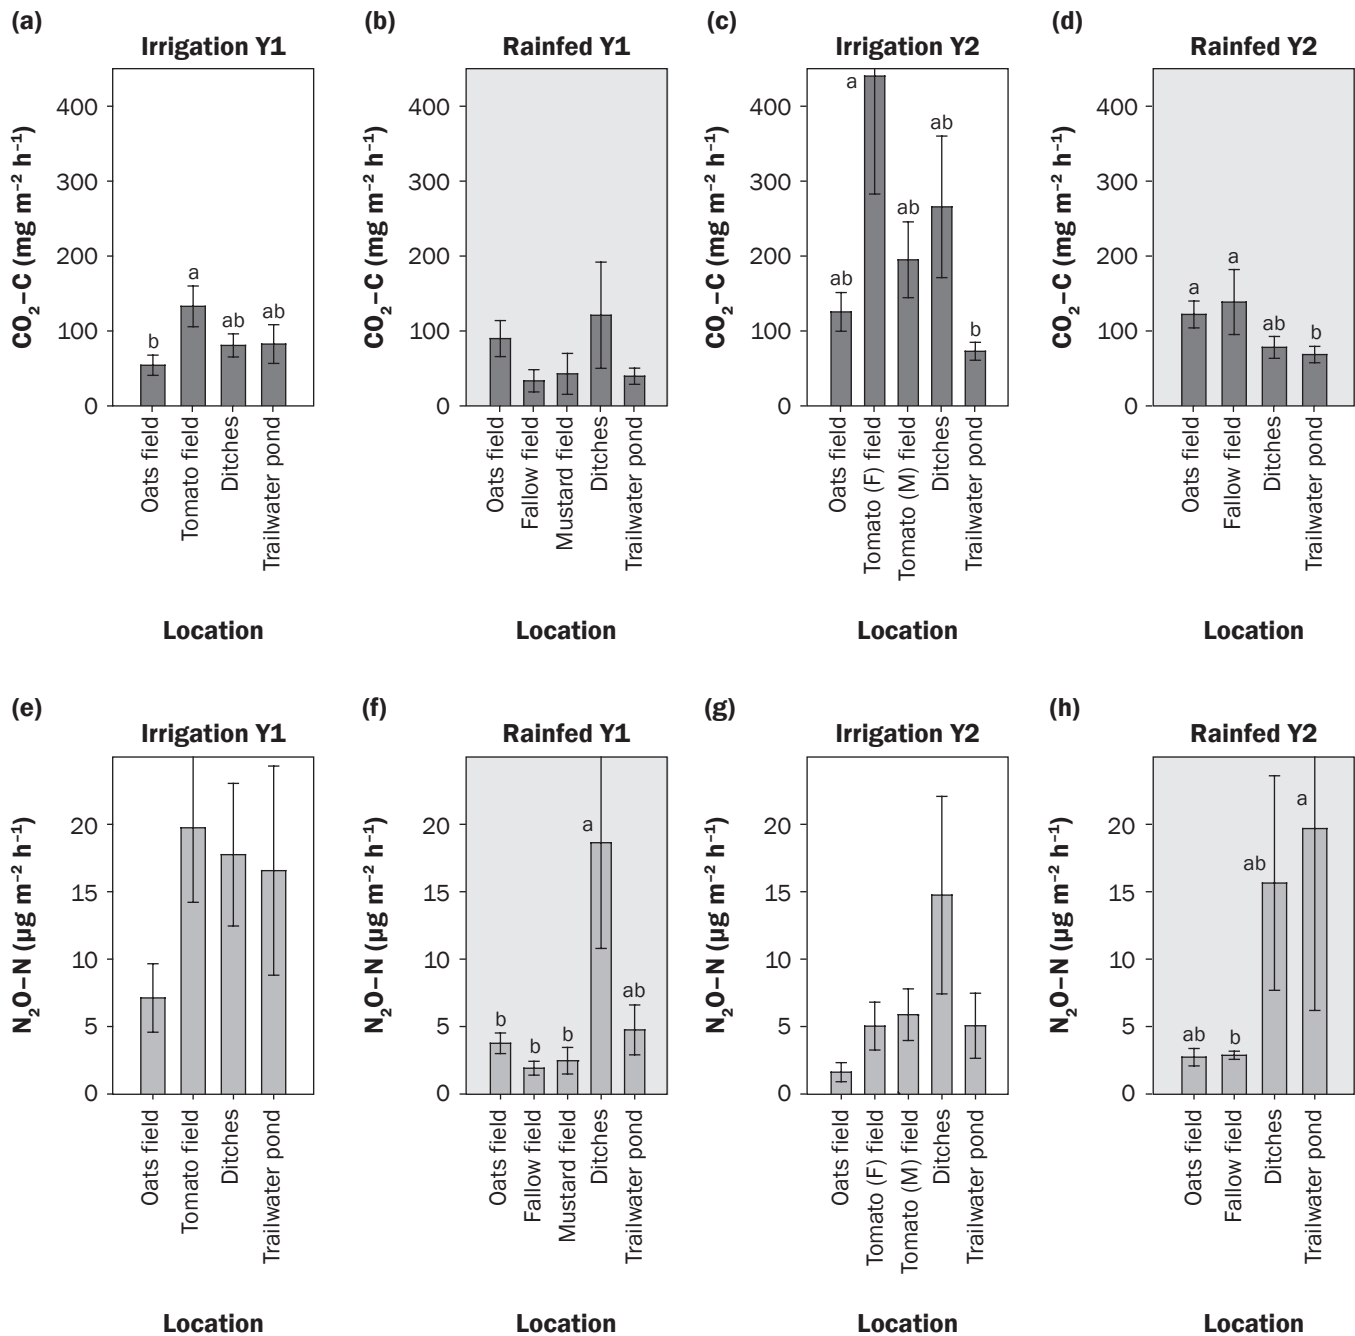 (a)
Irrigation Y1
CO₂–C (mg m⁻² h⁻¹)
400
300
200
100
0
b
a
ab
ab
Oats field
Tomato field
Ditches
Trailwater pond
Location
(b)
Rainfed Y1
CO₂–C (mg m⁻² h⁻¹)
400
300
200
100
0
Oats field
Fallow field
Mustard field
Ditches
Trailwater pond
Location
(c)
Irrigation Y2
CO₂–C (mg m⁻² h⁻¹)
400
300
200
100
0
ab
a
ab
ab
b
Oats field
Tomato (F) field
Tomato (M) field
Ditches
Trailwater pond
Location
(d)
Rainfed Y2
CO₂–C (mg m⁻² h⁻¹)
400
300
200
100
0
a
a
ab
b
Oats field
Fallow field
Ditches
Trailwater pond
Location
(e)
Irrigation Y1
N₂O–N (µg m⁻² h⁻¹)
20
15
10
5
0
Oats field
Tomato field
Ditches
Trailwater pond
Location
(f)
Rainfed Y1
N₂O–N (µg m⁻² h⁻¹)
20
15
10
5
0
b
b
b
a
ab
Oats field
Fallow field
Mustard field
Ditches
Trailwater pond
Location
(g)
Irrigation Y2
N₂O–N (µg m⁻² h⁻¹)
20
15
10
5
0
Oats field
Tomato (F) field
Tomato (M) field
Ditches
Trailwater pond
Location
(h)
Rainfed Y2
N₂O–N (µg m⁻² h⁻¹)
20
15
10
5
0
ab
b
ab
a
Oats field
Fallow field
Ditches
Trailwater pond
Location